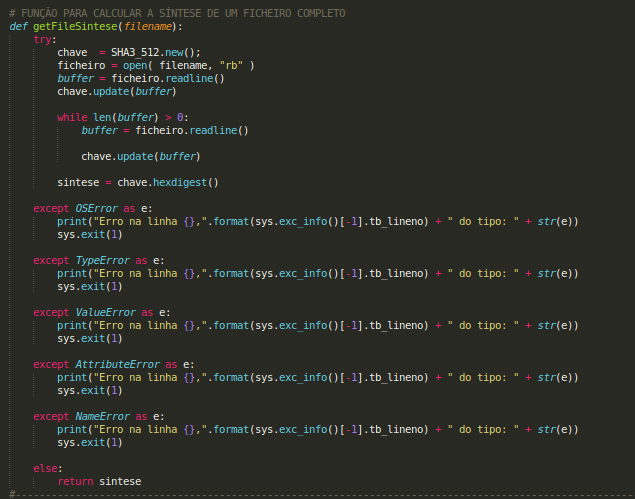 # FUNÇÃO PARA CALCULAR A SÍNTESE DE UM FICHEIRO COMPLETO
def getFileSintese(filename):
    try:
        chave  = SHA3_512.new();
        ficheiro = open( filename, "rb" )
        buffer = ficheiro.readline()
        chave.update(buffer)

        while len(buffer) > 0:
            buffer = ficheiro.readline()

            chave.update(buffer)

        sintese = chave.hexdigest()

    except OSError as e:
        print("Erro na linha {},".format(sys.exc_info()[-1].tb_lineno) + " do tipo: " + str(e))
        sys.exit(1)

    except TypeError as e:
        print("Erro na linha {},".format(sys.exc_info()[-1].tb_lineno) + " do tipo: " + str(e))
        sys.exit(1)

    except ValueError as e:
        print("Erro na linha {},".format(sys.exc_info()[-1].tb_lineno) + " do tipo: " + str(e))
        sys.exit(1)

    except AttributeError as e:
        print("Erro na linha {},".format(sys.exc_info()[-1].tb_lineno) + " do tipo: " + str(e))
        sys.exit(1)

    except NameError as e:
        print("Erro na linha {},".format(sys.exc_info()[-1].tb_lineno) + " do tipo: " + str(e))
        sys.exit(1)

    else:
        return sintese
#-------------------------------------------------------------------------------------------------------